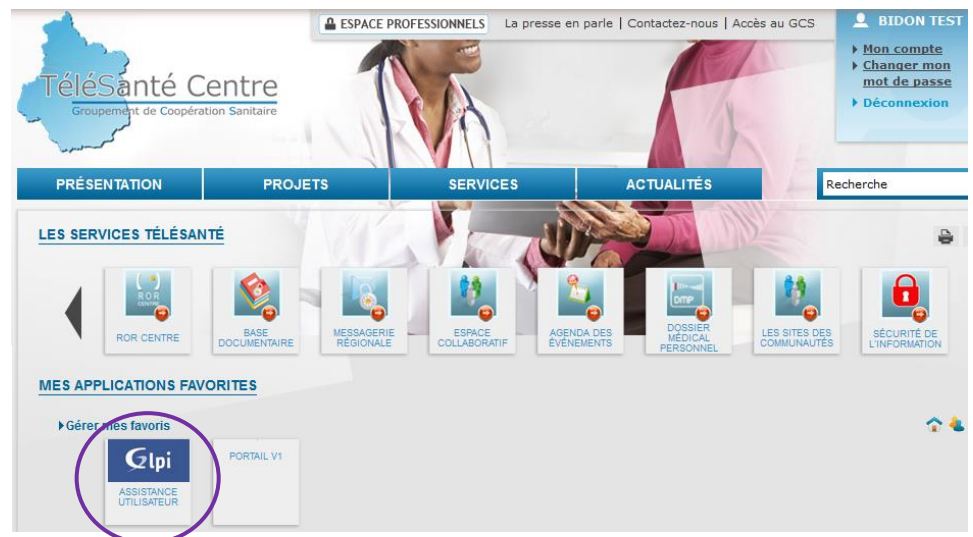 ESPACE PROFESSIONNELS La presse en parle | Contactez-nous | Accès au GCS
BIDON TEST
Mon compte
Changer mon
mot de passe
Déconnexion
TéléSanté Centre
Groupement de Coopération Sanitaire
PRÉSENTATION PROJETS SERVICES ACTUALITÉS Recherche
LES SERVICES TÉLÉSANTÉ
ROR
CENTRE
DMP
ROR CENTRE
BASE
DOCUMENTAIRE
MESSAGERIE
RÉGIONALE
ESPACE
COLLABORATIF
AGENDA DES
ÉVÉNEMENTS
DOSSIER
MÉDICAL
PERSONNEL
LES SITES DES
COMMUNAUTÉS
SÉCURITÉ DE
L'INFORMATION
MES APPLICATIONS FAVORITES
Gérer mes favoris
Glpi
ASSISTANCE
UTILISATEUR
PORTAIL V1